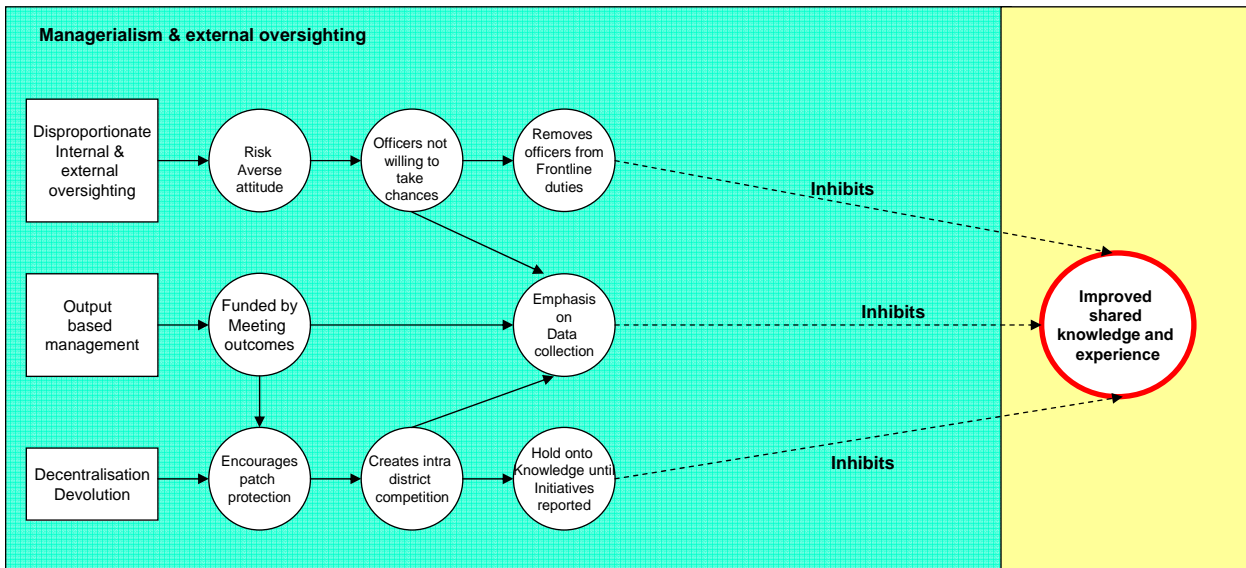 Managerialism & external oversighting
Disproportionate
Internal &
external
oversighting
Risk
Averse
attitude
Officers not
willing to
take
chances
Removes
officers from
Frontline
duties
Inhibits
Output
based
management
Funded by
Meeting
outcomes
Emphasis
on
Data
collection
Inhibits
Improved
shared
knowledge and
experience
Decentralisation
Devolution
Encourages
patch
protection
Creates intra
district
competition
Hold onto
Knowledge until
Initiatives
reported
Inhibits